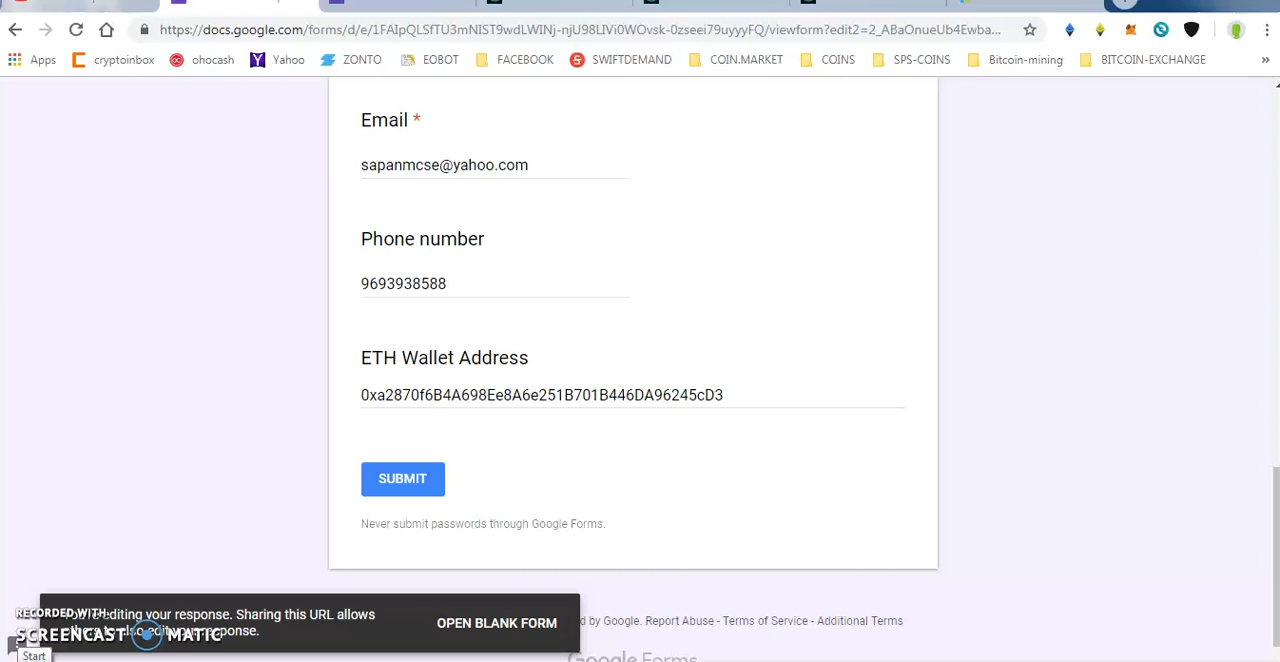 https://docs.google.com/forms/d/e/1FAIpQLSfTU3mNIST9wdLWINj-njU98LIVi0WOvsk-0zseei79uyyyFQ/viewform?edit2=2_ABaOnueUb4Ewba...
Apps cryptoinbox ohocash Yahoo ZONTO EOBOT FACEBOOK SWIFTDEMAND COIN.MARKET COINS SPS-COINS Bitcoin-mining BITCOIN-EXCHANGE »
Email *
sapanmcse@yahoo.com
Phone number
9693938588
ETH Wallet Address
0xa2870f6B4A698Ee8A6e251B701B446DA96245cD3
SUBMIT
Never submit passwords through Google Forms.
RECORDED WITH
editing your response. Sharing this URL allows
OPEN BLANK FORM
d by Google. Report Abuse - Terms of Service - Additional Terms
SCREENCAST MATIC
Google Forms
Start